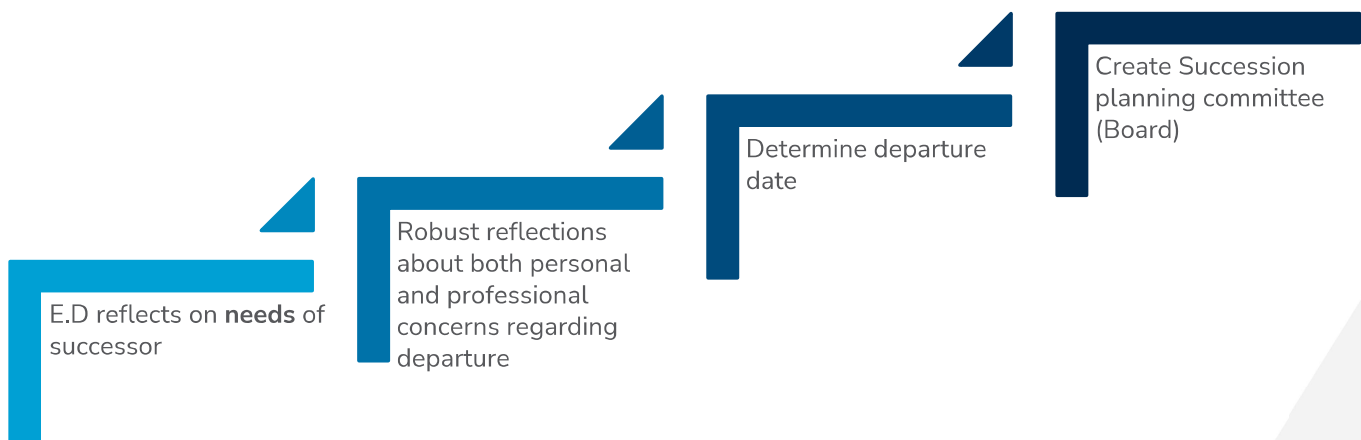 E.D reflects on needs of
successor
Robust reflections
about both personal
and professional
concerns regarding
departure
Determine departure
date
Create Succession
planning committee
(Board)